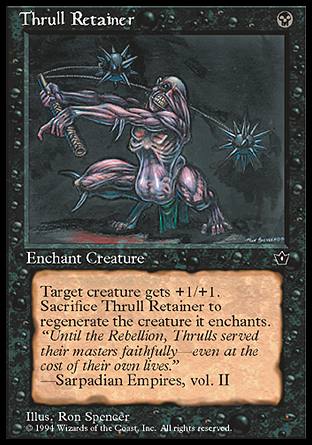 Thrull Retainer
Enchant Creature
Target creature gets +1/+1.
Sacrifice Thrull Retainer to
regenerate the creature it enchants.
"Until the Rebellion, Thrulls served
their masters faithfully—even at the
cost of their own lives."
—Sarpadian Empires, vol. II
Illus. Ron Spencer
© 1994 Wizards of the Coast, Inc. All rights reserved.